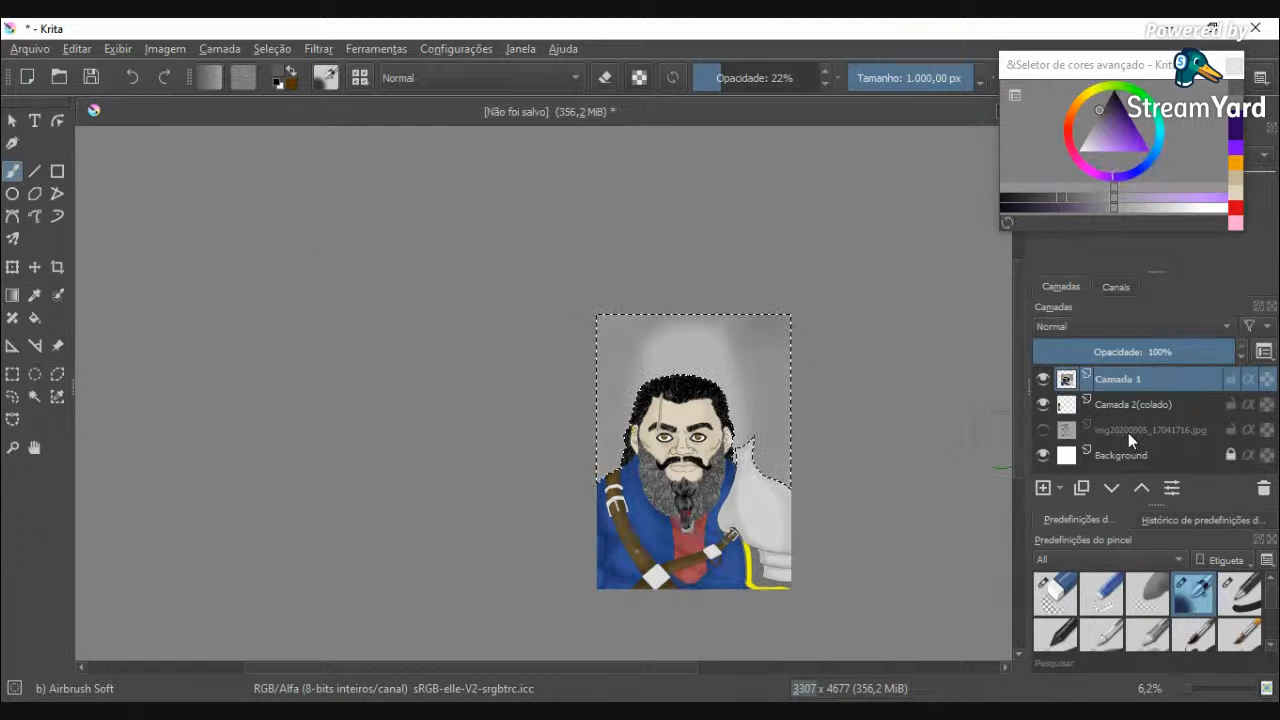 * - Krita
Powered by
Arquivo Editar Exibir Imagem Camada Seleção Filtrar Ferramentas Configurações Janela Ajuda
&Seletor de cores avançado - Krit
StreamYard
Normal
Opacidade: 22%
Tamanho: 1.000,00 px
[Não foi salvo] (356,2 MiB) *
Camadas Canais
Camadas
Normal
Opacidade: 100%
Camada 1
Camada 2(colado)
img20200905_17041716.jpg
Background
Predefinições d... Histórico de predefinições d...
Predefinições do pincel
All
Etiqueta
Pesquisar
b) Airbrush Soft
RGB/Alfa (8-bits inteiros/canal) sRGB-elle-V2-srgbtrc.icc
3307 x 4677 (356,2 MiB)
6,2%